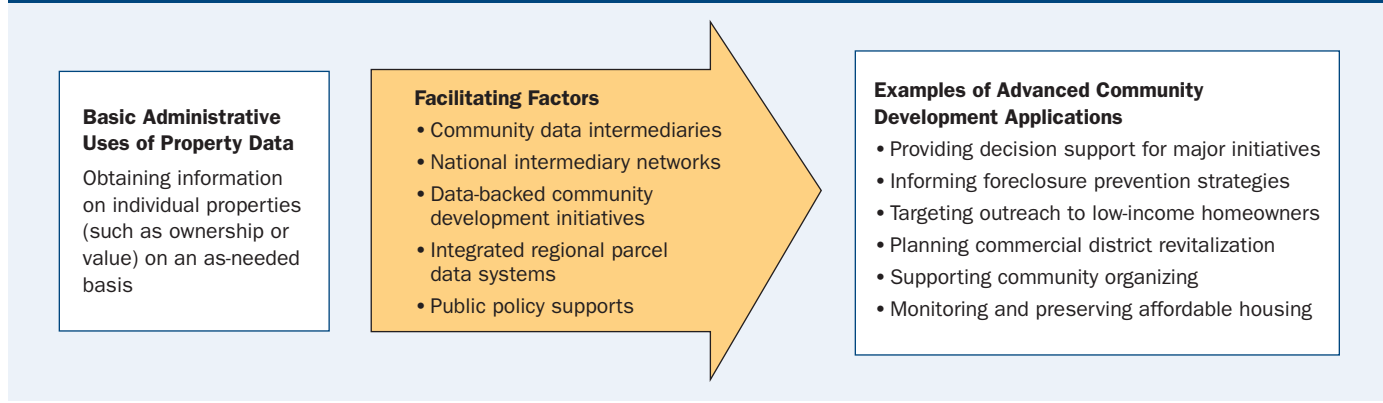 Basic Administrative
Uses of Property Data
Obtaining information
on individual properties
(such as ownership or
value) on an as-needed
basis
Facilitating Factors
• Community data intermediaries
• National intermediary networks
• Data-backed community
development initiatives
• Integrated regional parcel
data systems
• Public policy supports
Examples of Advanced Community
Development Applications
• Providing decision support for major initiatives
• Informing foreclosure prevention strategies
• Targeting outreach to low-income homeowners
• Planning commercial district revitalization
• Supporting community organizing
• Monitoring and preserving affordable housing